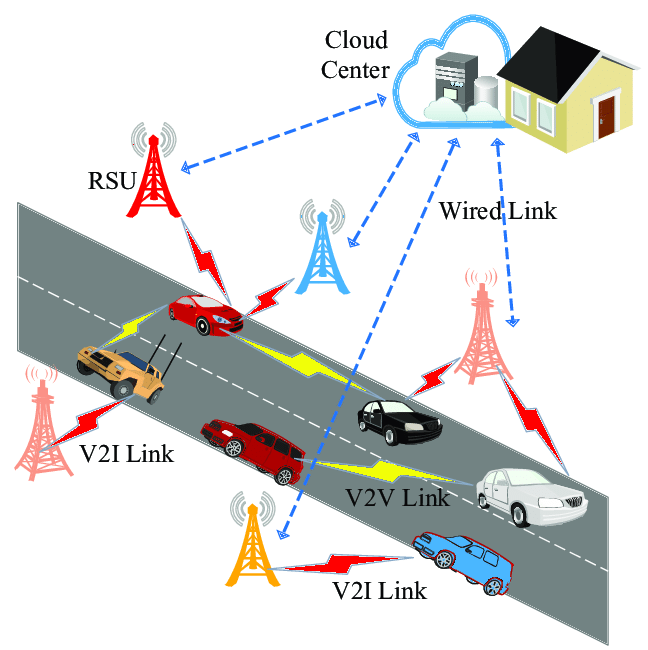 Cloud
Center
RSU
Wired Link
V2I Link
V2V Link
V2I Link